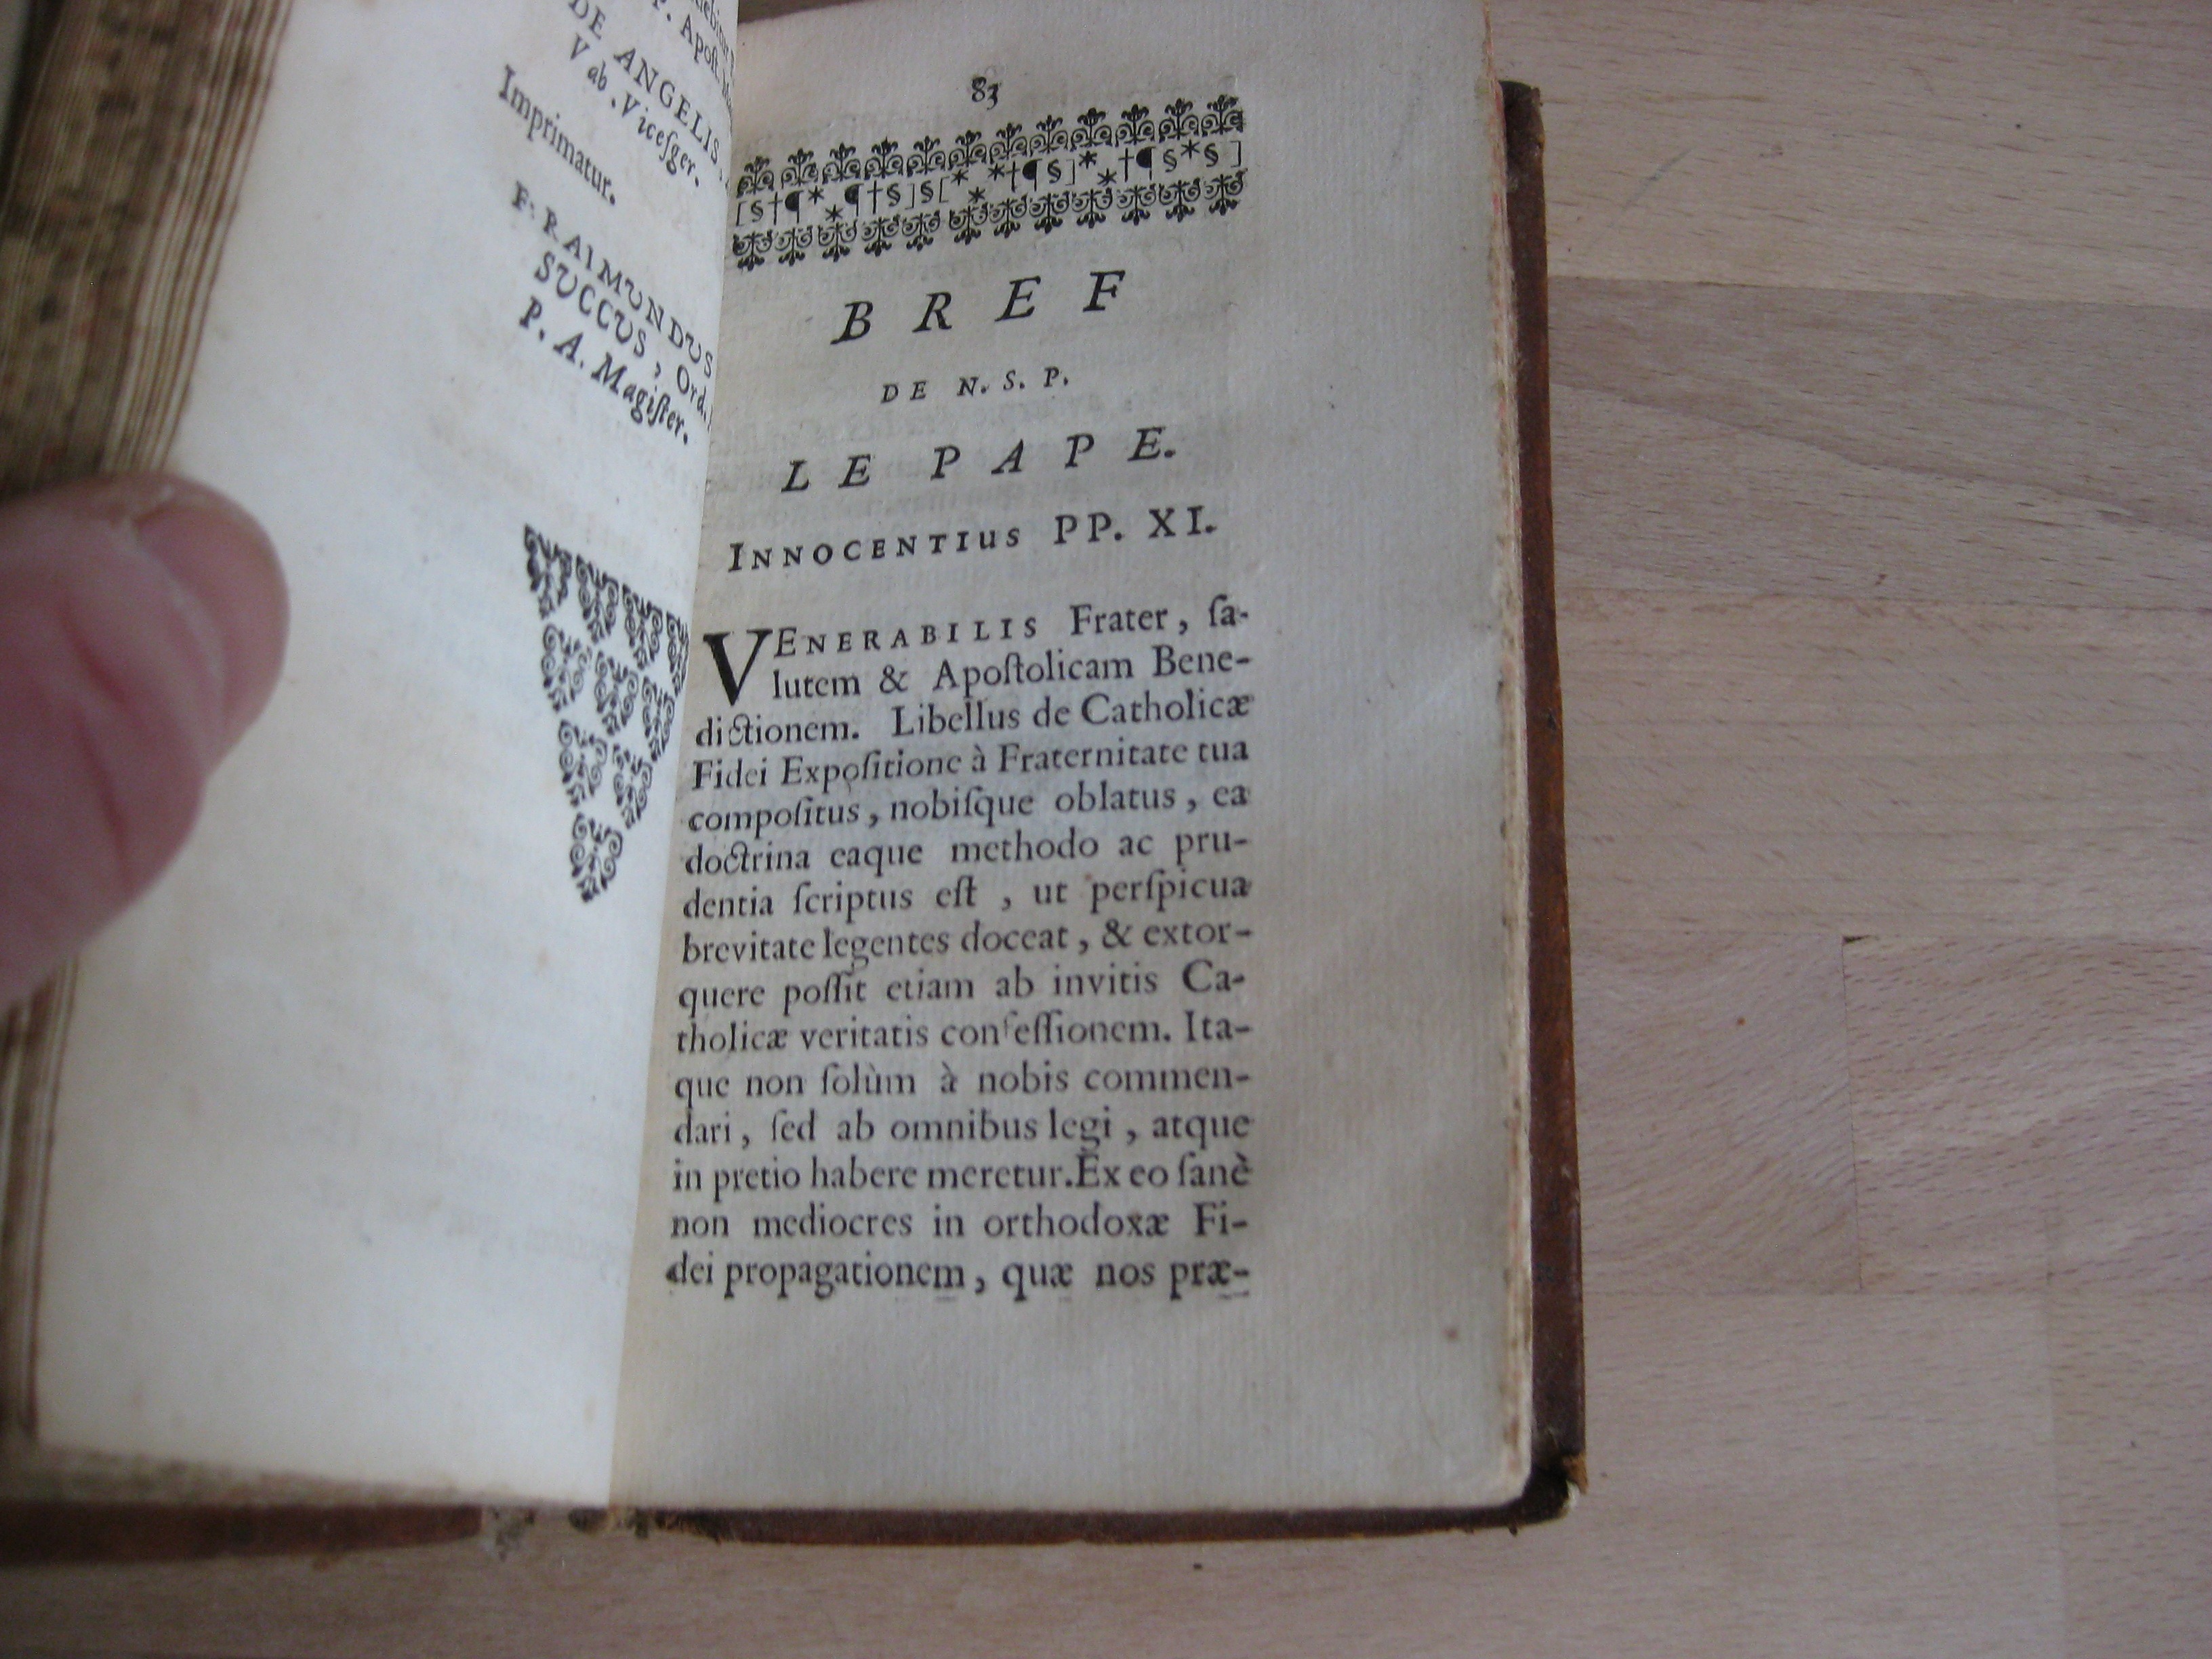 P. Apoſt.
DE ANGELIS
V ab. Viceſger.
Imprimatur.
F. RAIMUNDUS
SUCCUS, Ord.
P. A. Magiſter.
83
[§†¶*⁎¶†§]§[*⁎*†¶§]*⁎†¶§*§]
BREF
DE N. S. P.
LE PAPE.
INNOCENTIUS PP. XI.
VENERABILIS Frater, ſa-
lutem & Apoſtolicam Bene-
dictionem. Libellus de Catholicæ
Fidei Expoſitione à Fraternitate tua
compoſitus, nobiſque oblatus, ea
doctrina eaque methodo ac pru-
dentia ſcriptus eſt, ut perſpicua
brevitate legentes doceat, & extor-
quere poſſit etiam ab invitis Ca-
tholicæ veritatis confeſſionem. Ita-
que non ſolùm à nobis commen-
dari, ſed ab omnibus legi, atque
in pretio habere meretur. Ex eo ſanè
non mediocres in orthodoxæ Fi-
dei propagationem, quæ nos præ-